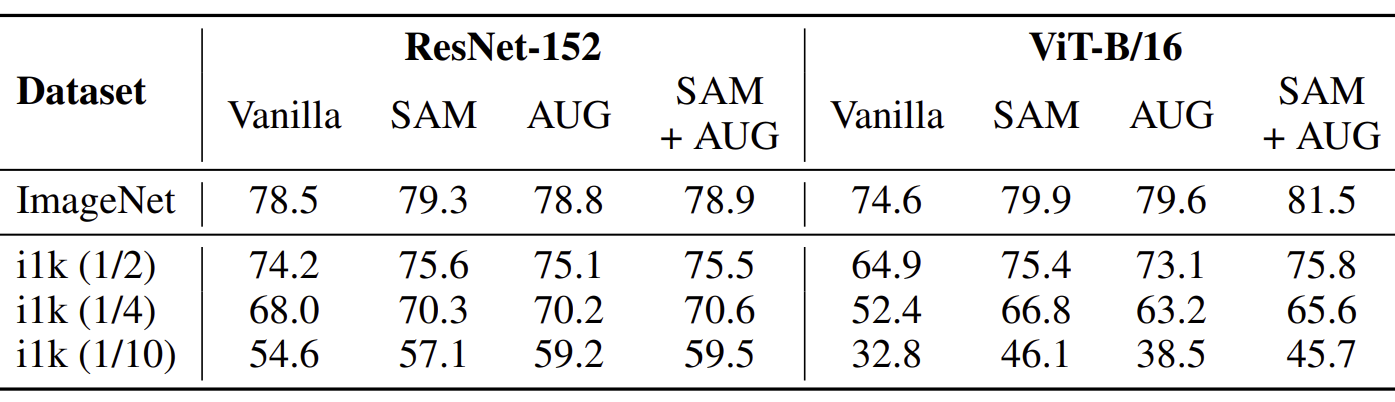 ResNet-152 ViT-B/16
Dataset Vanilla SAM AUG SAM + AUG Vanilla SAM AUG SAM + AUG
ImageNet 78.5 79.3 78.8 78.9 74.6 79.9 79.6 81.5
i1k (1/2) 74.2 75.6 75.1 75.5 64.9 75.4 73.1 75.8
i1k (1/4) 68.0 70.3 70.2 70.6 52.4 66.8 63.2 65.6
i1k (1/10) 54.6 57.1 59.2 59.5 32.8 46.1 38.5 45.7